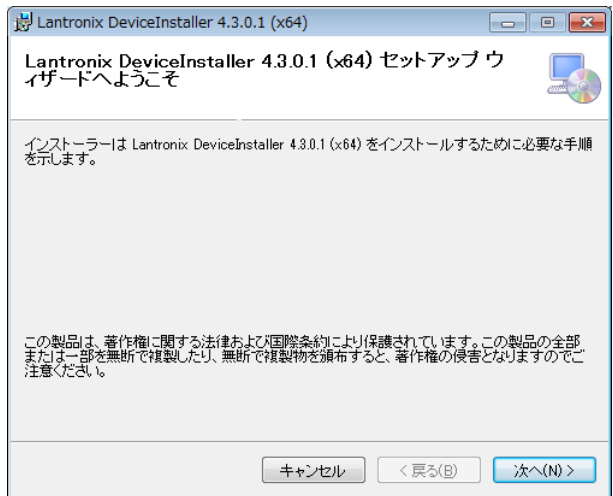 Lantronix DeviceInstaller 4.3.0.1 (x64)
Lantronix DeviceInstaller 4.3.0.1 (x64) セットアップ ウ
ィザードへようこそ
インストーラーは Lantronix DeviceInstaller 4.3.0.1 (x64) をインストールするために必要な手順
を示します。
この製品は、著作権に関する法律および国際条約により保護されています。この製品の全部
または一部を無断で複製したり、無断で複製物を頒布すると、著作権の侵害となりますのでご
注意ください。
キャンセル
< 戻る(B)
次へ(N) >